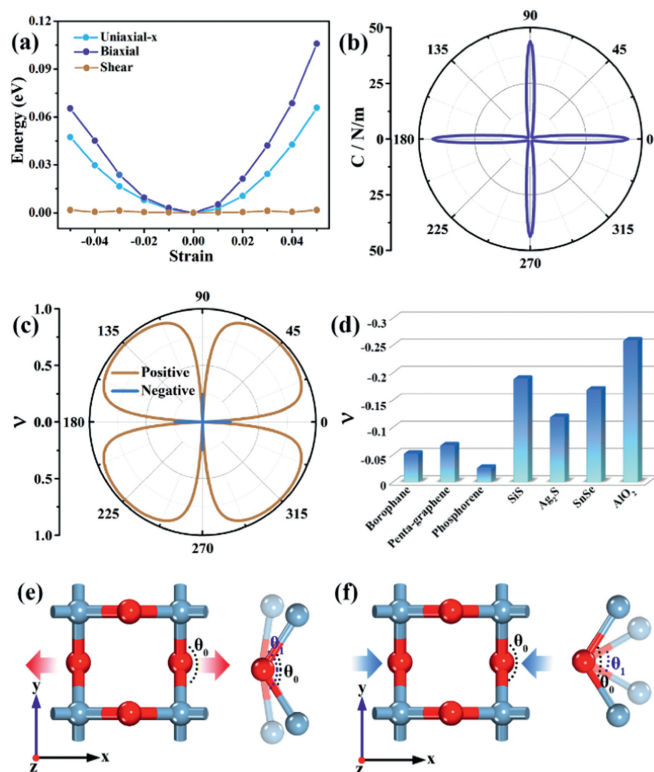 (a)
0.12
0.09
0.06
0.03
0.00
Energy (eV)
Uniaxial-x
Biaxial
Shear
-0.04
-0.02
0.00
0.02
0.04
Strain
(b)
50
25
0
25
50
C / N/m
90
45
0
315
270
225
180
135
(c)
1.0
0.5
0.0
0.5
1.0
ν
90
45
0
315
270
225
180
135
Positive
Negative
(d)
-0.3
-0.25
-0.2
-0.15
-0.1
-0.05
0
ν
Borophane
Penta-graphene
Phosphorene
SiS
Ag₂S
SnSe
AlO₂
(e)
θ₀
θ₁
θ₀
y
z
x
(f)
θ₀
θ₁
θ₀
y
z
x